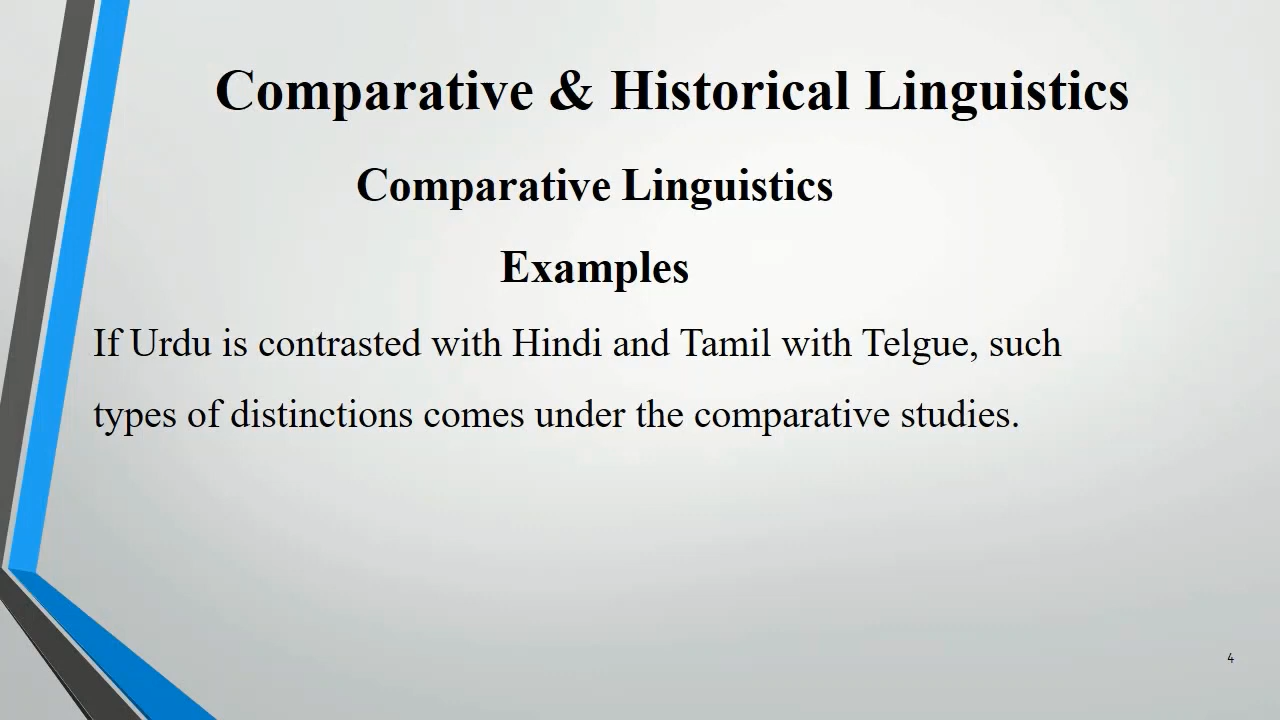 Comparative & Historical Linguistics
Comparative Linguistics
Examples
If Urdu is contrasted with Hindi and Tamil with Telgue, such
types of distinctions comes under the comparative studies.
4